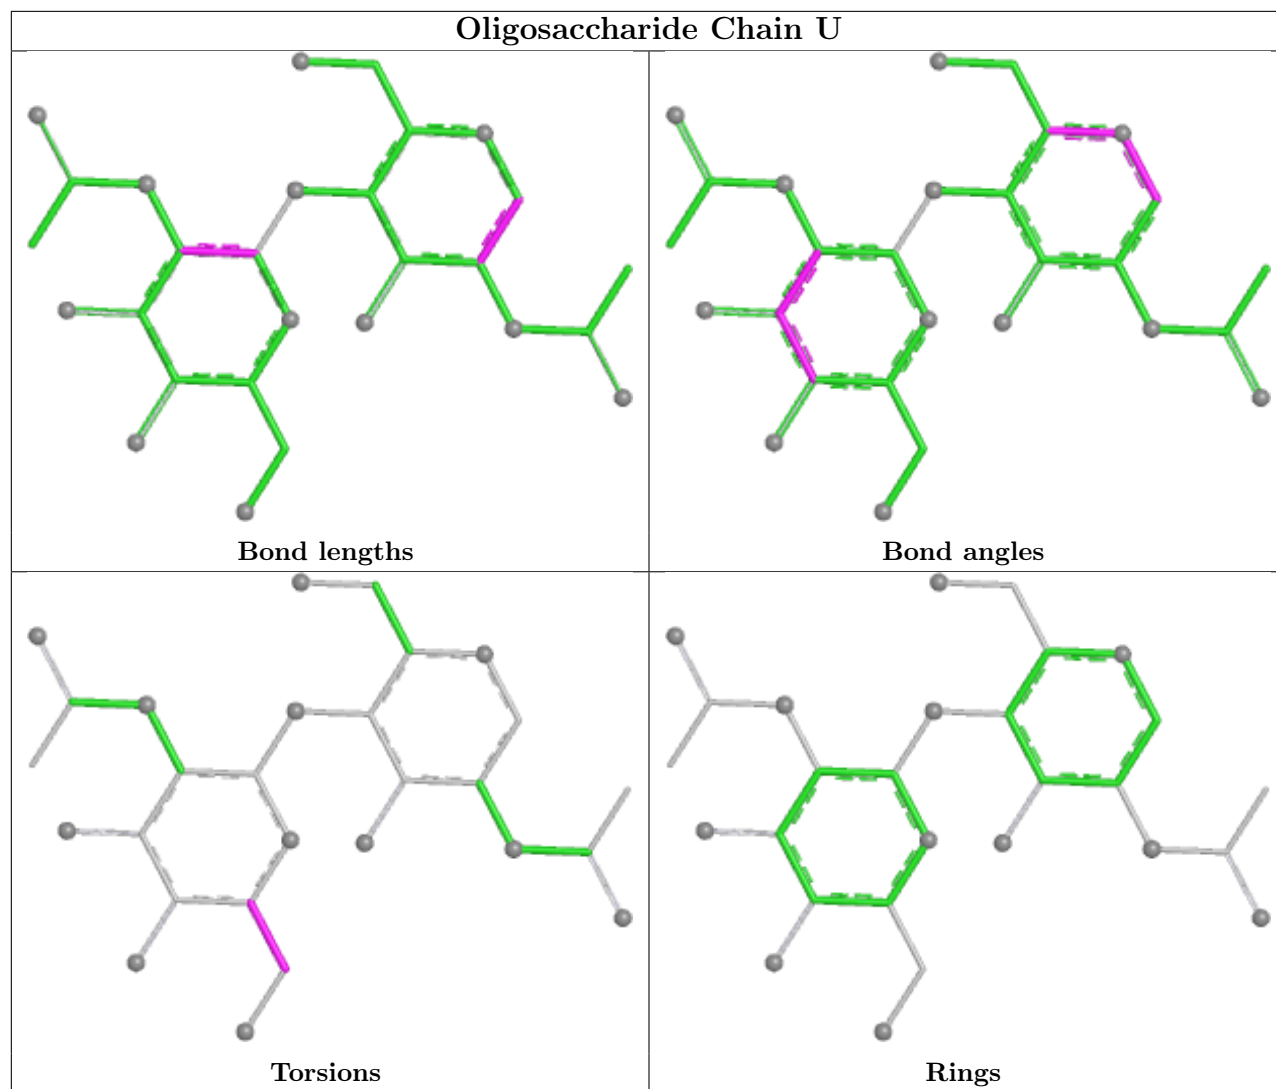 Oligosaccharide Chain U
Bond lengths
Bond angles
Torsions
Rings